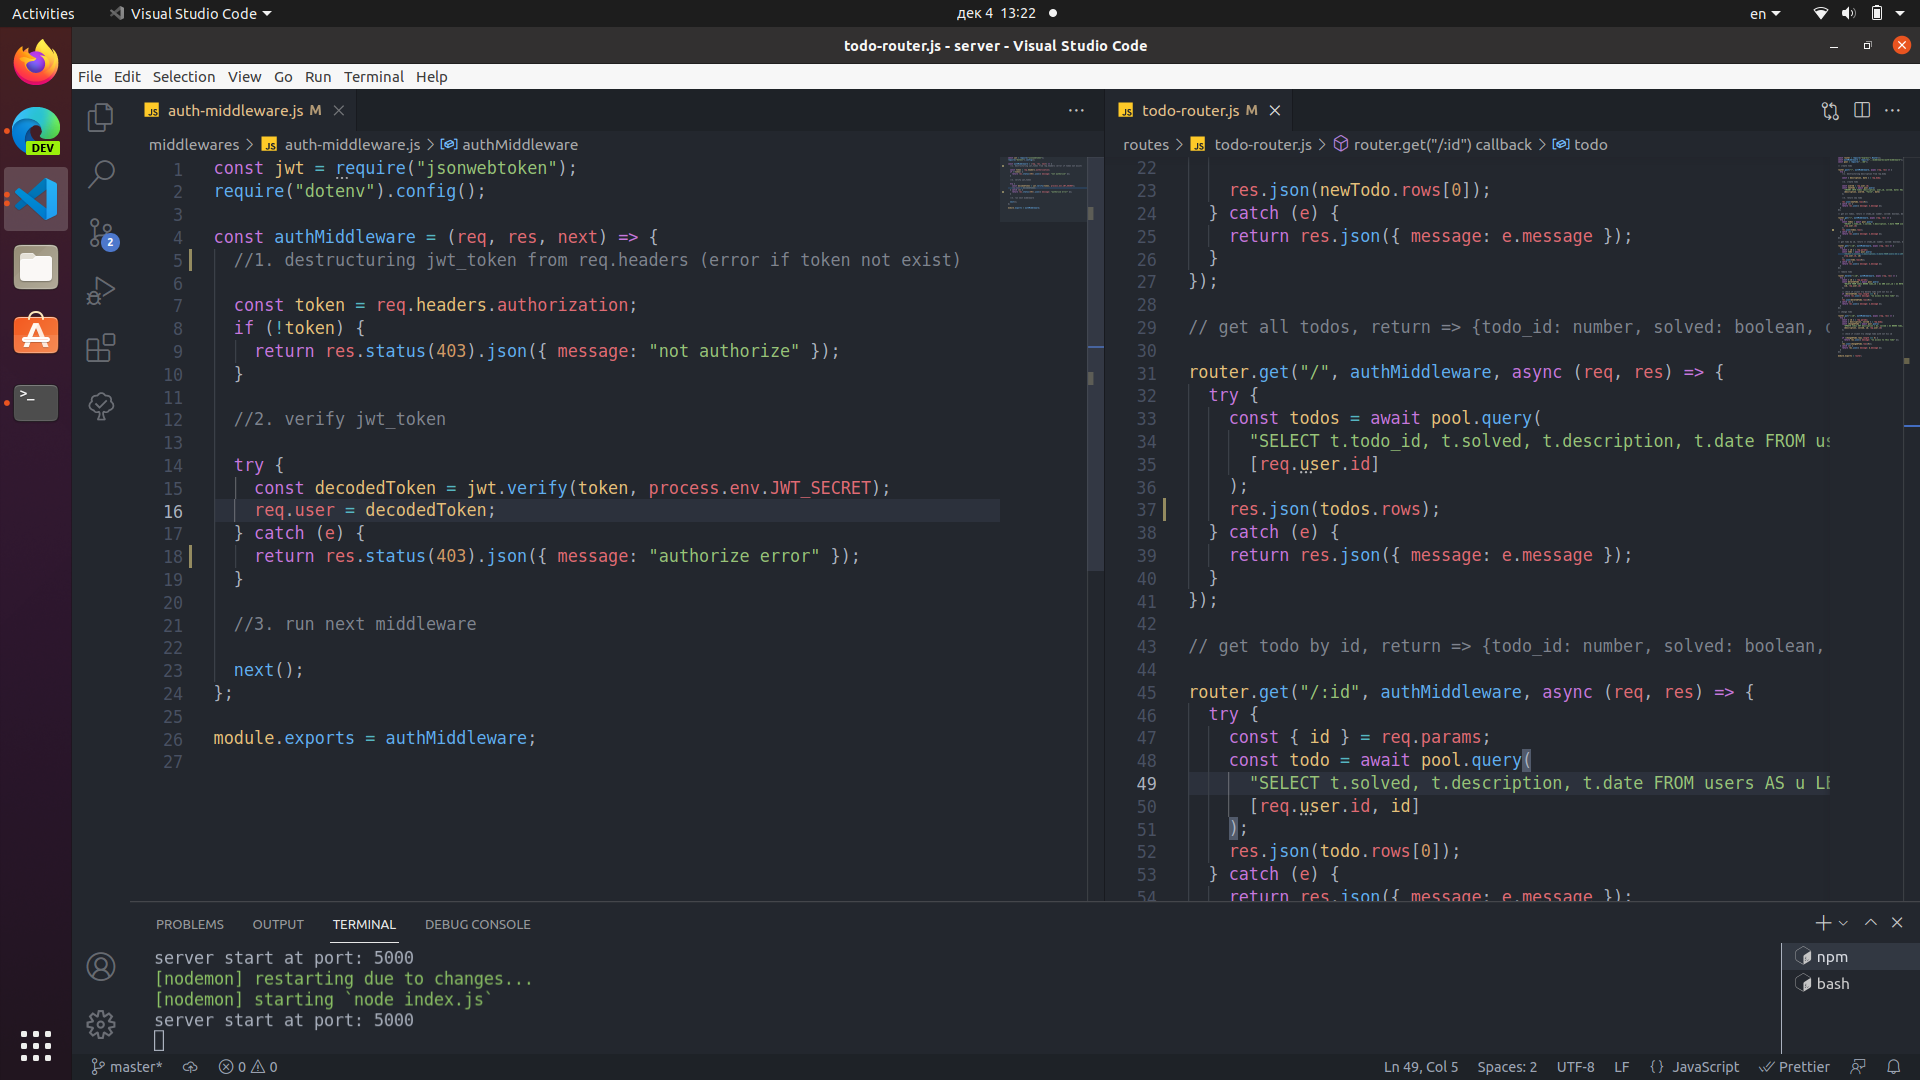 Activities
Visual Studio Code
дек 4 13:22
en
todo-router.js - server - Visual Studio Code
File Edit Selection View Go Run Terminal Help
DEV
2
>_
JS auth-middleware.js M
middlewares > JS auth-middleware.js > authMiddleware
1 const jwt = require("jsonwebtoken");
2 require("dotenv").config();
3
4 const authMiddleware = (req, res, next) => {
5 //1. destructuring jwt_token from req.headers (error if token not exist)
6
7 const token = req.headers.authorization;
8 if (!token) {
9 return res.status(403).json({ message: "not authorize" });
10 }
11
12 //2. verify jwt_token
13
14 try {
15 const decodedToken = jwt.verify(token, process.env.JWT_SECRET);
16 req.user = decodedToken;
17 } catch (e) {
18 return res.status(403).json({ message: "authorize error" });
19 }
20
21 //3. run next middleware
22
23 next();
24 };
25
26 module.exports = authMiddleware;
27
JS todo-router.js M
routes > JS todo-router.js > router.get("/:id") callback > todo
22
23 res.json(newTodo.rows[0]);
24 } catch (e) {
25 return res.json({ message: e.message });
26 }
27 });
28
29 // get all todos, return => {todo_id: number, solved: boolean,
30
31 router.get("/", authMiddleware, async (req, res) => {
32 try {
33 const todos = await pool.query(
34 "SELECT t.todo_id, t.solved, t.description, t.date FROM us
35 [req.user.id]
36 );
37 res.json(todos.rows);
38 } catch (e) {
39 return res.json({ message: e.message });
40 }
41 });
42
43 // get todo by id, return => {todo_id: number, solved: boolean,
44
45 router.get("/:id", authMiddleware, async (req, res) => {
46 try {
47 const { id } = req.params;
48 const todo = await pool.query(
49 "SELECT t.solved, t.description, t.date FROM users AS u LE
50 [req.user.id, id]
51 );
52 res.json(todo.rows[0]);
53 } catch (e) {
54 return res.json({ message: e.message });
PROBLEMS OUTPUT TERMINAL DEBUG CONSOLE
server start at port: 5000
[nodemon] restarting due to changes...
[nodemon] starting `node index.js`
server start at port: 5000
npm
bash
master* 0 0
Ln 49, Col 5 Spaces: 2 UTF-8 LF {} JavaScript Prettier